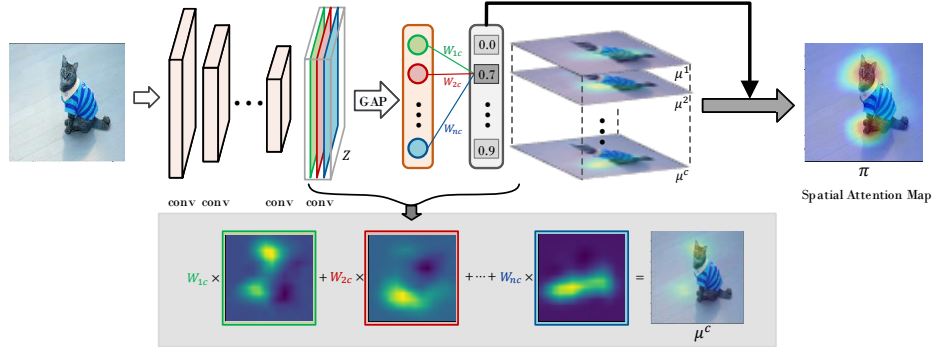 conv conv
conv
conv
Z
GAP
W1c
W2c
Wnc
0.0
0.7
0.9
μ¹
μ²
μᶜ
π
Spatial Attention Map
W1c × + W2c × + ··· + Wnc × =
μᶜ